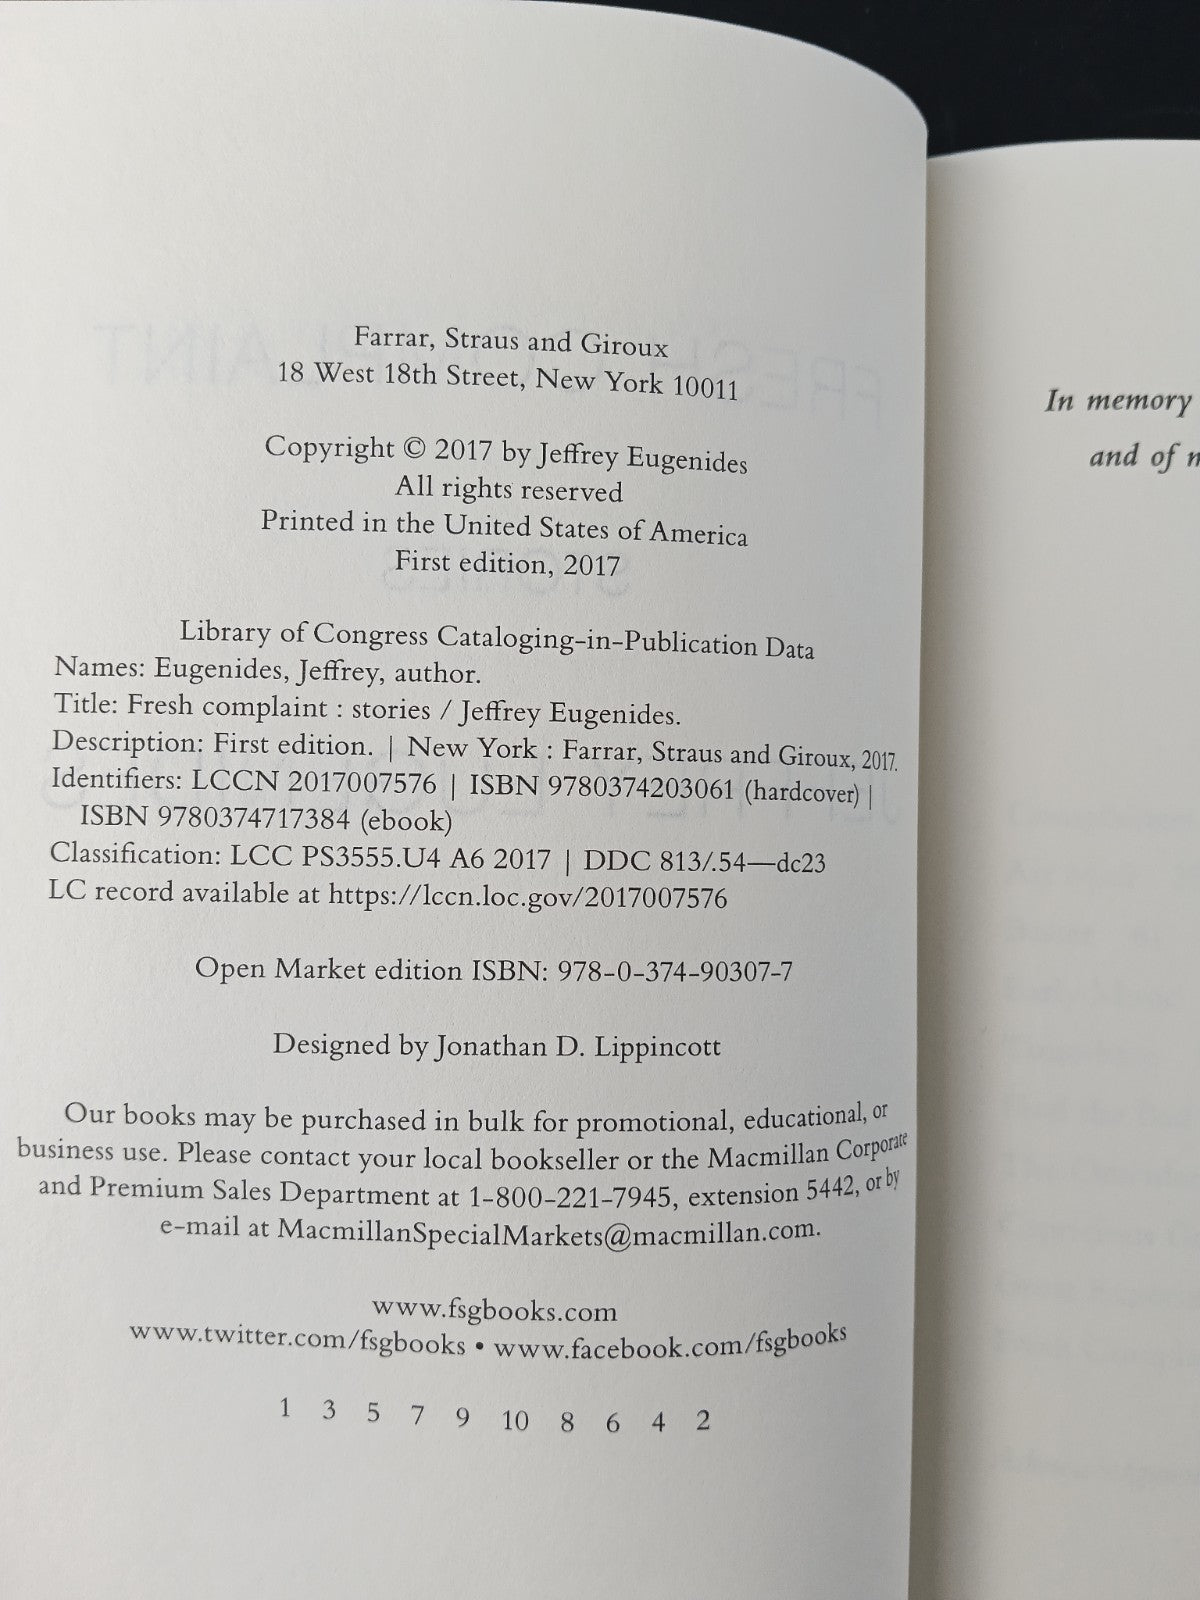 Farrar, Straus and Giroux
18 West 18th Street, New York 10011
Copyright © 2017 by Jeffrey Eugenides
All rights reserved
Printed in the United States of America
First edition, 2017
Library of Congress Cataloging-in-Publication Data
Names: Eugenides, Jeffrey, author.
Title: Fresh complaint : stories / Jeffrey Eugenides.
Description: First edition. | New York : Farrar, Straus and Giroux, 2017.
Identifiers: LCCN 2017007576 | ISBN 9780374203061 (hardcover) |
ISBN 9780374717384 (ebook)
Classification: LCC PS3555.U4 A6 2017 | DDC 813/.54—dc23
LC record available at https://lccn.loc.gov/2017007576
Open Market edition ISBN: 978-0-374-90307-7
Designed by Jonathan D. Lippincott
Our books may be purchased in bulk for promotional, educational, or
business use. Please contact your local bookseller or the Macmillan Corporate
and Premium Sales Department at 1-800-221-7945, extension 5442, or by
e-mail at MacmillanSpecialMarkets@macmillan.com.
www.fsgbooks.com
www.twitter.com/fsgbooks • www.facebook.com/fsgbooks
1 3 5 7 9 10 8 6 4 2
In memory
and of